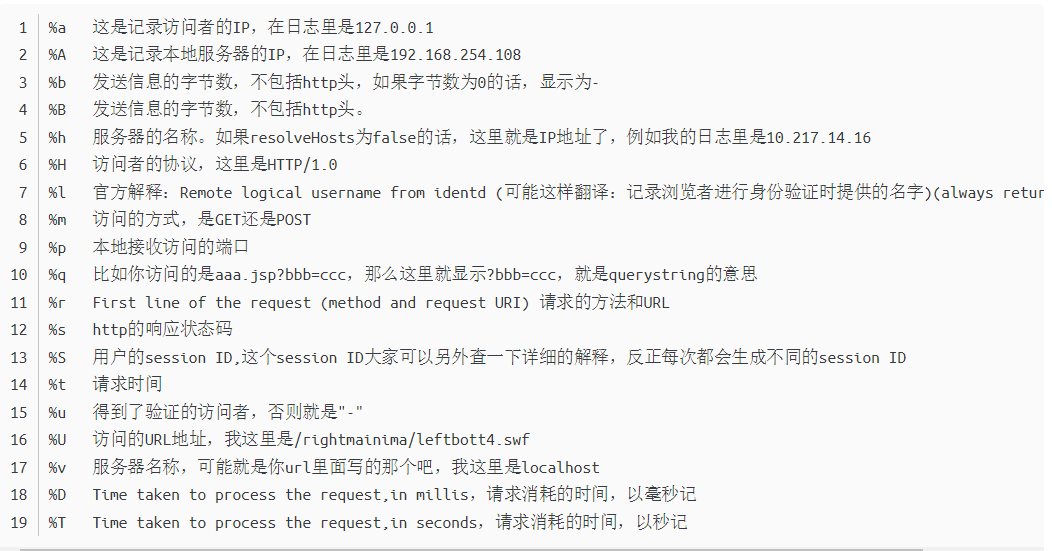 1 %a 这是记录访问者的IP，在日志里是127.0.0.1
2 %A 这是记录本地服务器的IP，在日志里是192.168.254.108
3 %b 发送信息的字节数，不包括http头，如果字节数为0的话，显示为-
4 %B 发送信息的字节数，不包括http头。
5 %h 服务器的名称。如果resolveHosts为false的话，这里就是IP地址了，例如我的日志里是10.217.14.16
6 %H 访问者的协议，这里是HTTP/1.0
7 %l 官方解释：Remote logical username from identd (可能这样翻译：记录浏览者进行身份验证时提供的名字)(always retur
8 %m 访问的方式，是GET还是POST
9 %p 本地接收访问的端口
10 %q 比如你访问的是aaa.jsp?bbb=ccc，那么这里就显示?bbb=ccc，就是querystring的意思
11 %r First line of the request (method and request URI) 请求的方法和URL
12 %s http的响应状态码
13 %S 用户的session ID,这个session ID大家可以另外查一下详细的解释，反正每次都会生成不同的session ID
14 %t 请求时间
15 %u 得到了验证的访问者，否则就是"-"
16 %U 访问的URL地址，我这里是/rightmainima/leftbott4.swf
17 %v 服务器名称，可能就是你url里面写的那个吧，我这里是localhost
18 %D Time taken to process the request,in millis，请求消耗的时间，以毫秒记
19 %T Time taken to process the request,in seconds，请求消耗的时间，以秒记